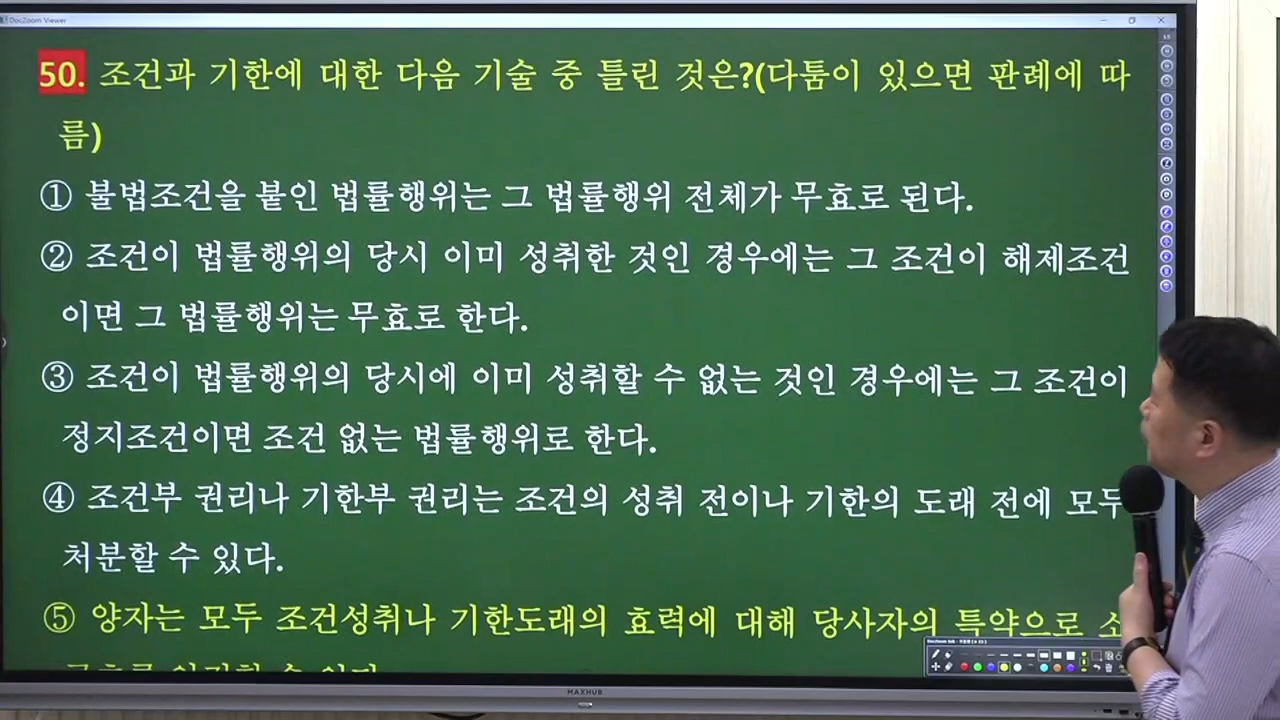 DocZoom Viewer
50. 조건과 기한에 대한 다음 기술 중 틀린 것은?(다툼이 있으면 판례에 따
름)
① 불법조건을 붙인 법률행위는 그 법률행위 전체가 무효로 된다.
② 조건이 법률행위의 당시 이미 성취한 것인 경우에는 그 조건이 해제조건
이면 그 법률행위는 무효로 한다.
③ 조건이 법률행위의 당시에 이미 성취할 수 없는 것인 경우에는 그 조건이
정지조건이면 조건 없는 법률행위로 한다.
④ 조건부 권리나 기한부 권리는 조건의 성취 전이나 기한의 도래 전에 모두
처분할 수 있다.
⑤ 양자는 모두 조건성취나 기한도래의 효력에 대해 당사자의 특약으로 소
MAXHUB